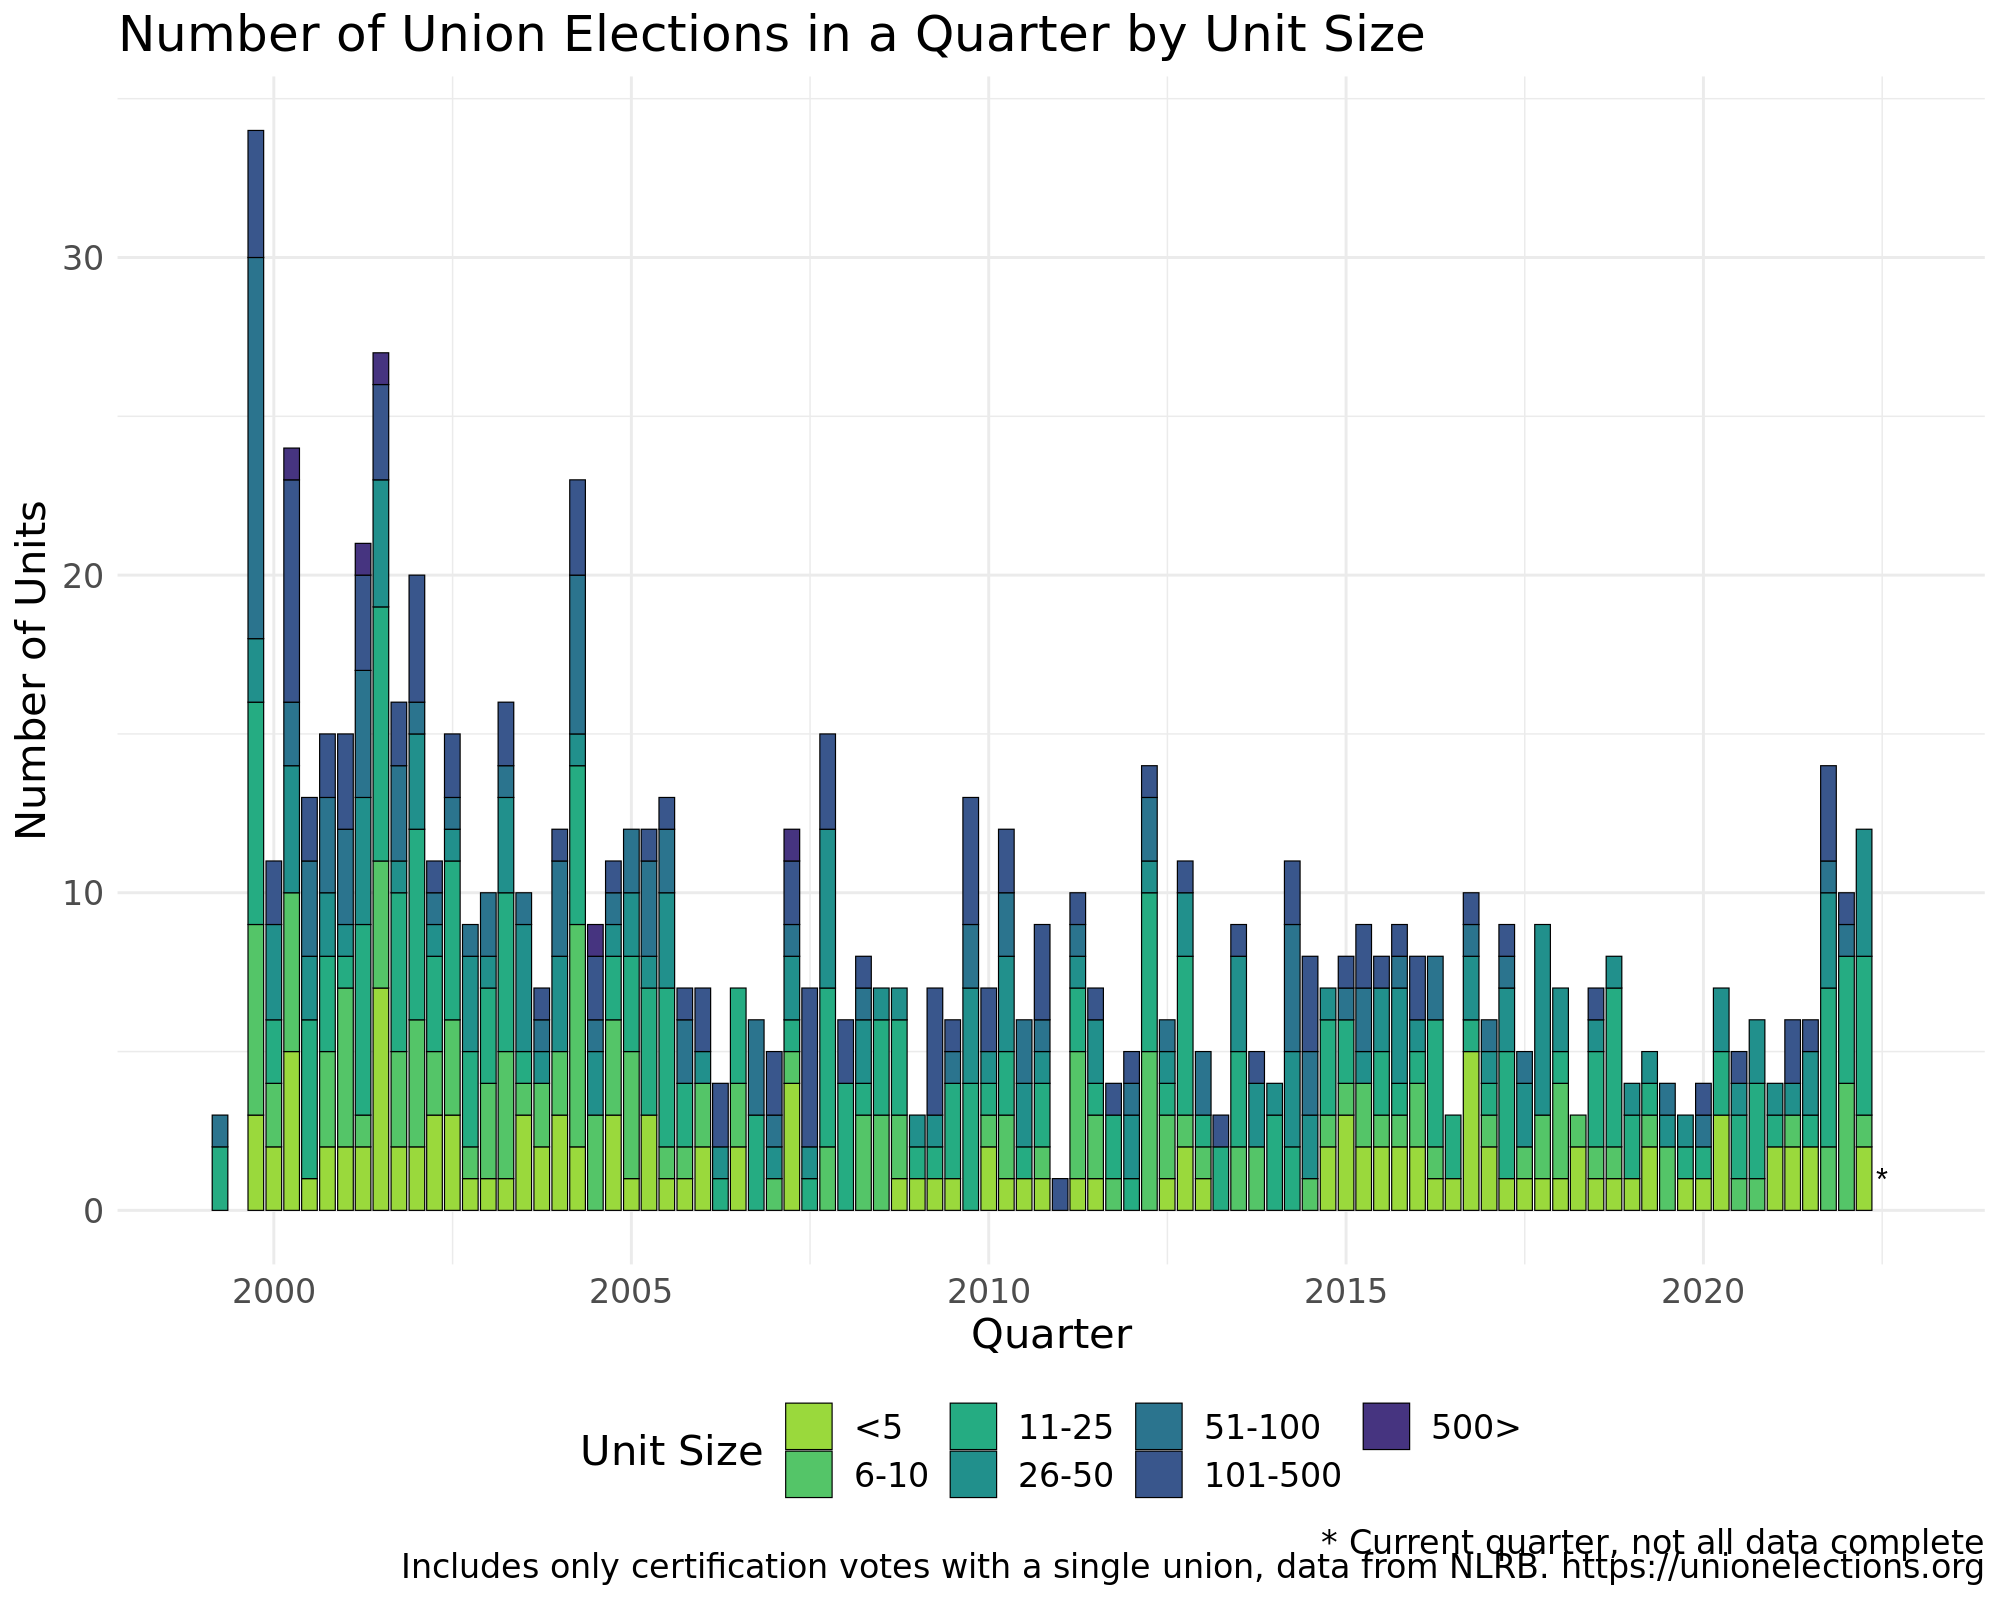 Number of Union Elections in a Quarter by Unit Size
Number of Units
30
20
10
0
*
2000 2005 2010 2015 2020
Quarter
Unit Size
<5 11-25 51-100 500>
6-10 26-50 101-500
* Current quarter, not all data complete
Includes only certification votes with a single union, data from NLRB. https://unionelections.org